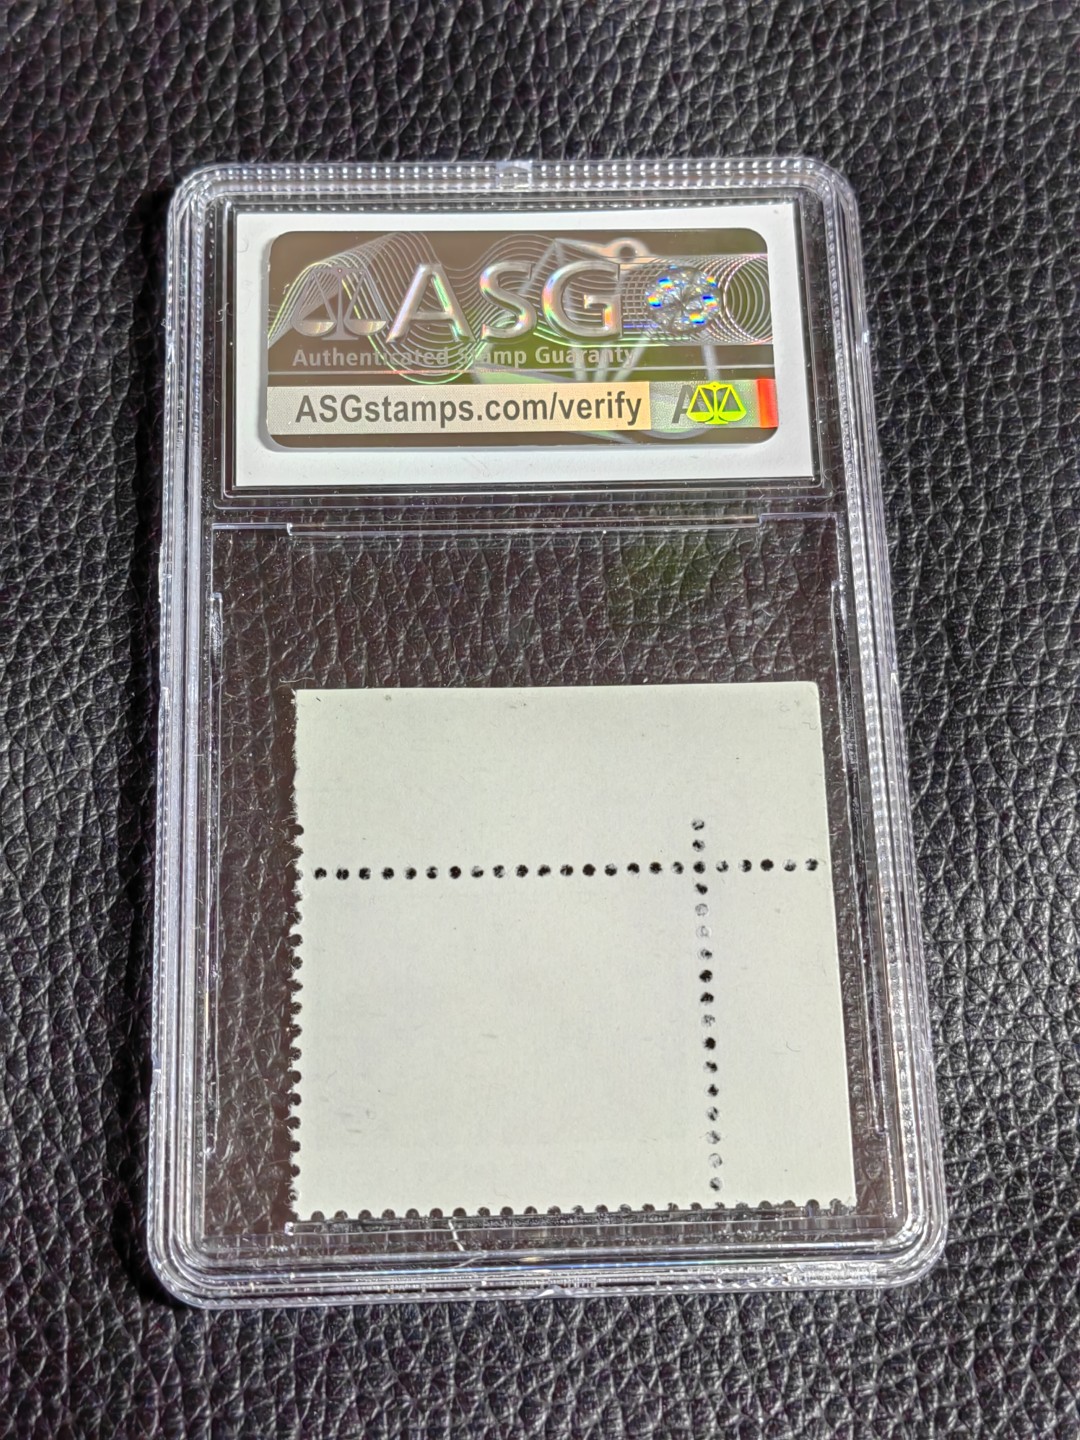 ASG
Authenticated Stamp Guaranty
ASGstamps.com/verify